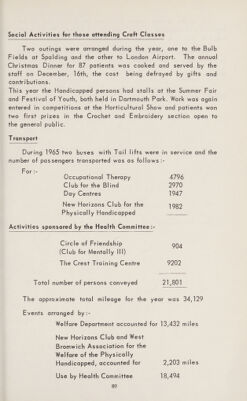 Social Activities for those attending Craft Classes
Two outings were arranged during the year, one to the Bulb
Fields at Spalding and the other to London Airport. The annual
Christmas Dinner for 87 patients was cooked and served by the
staff on December, 16th, the cost being defrayed by gifts and
contributions.
This year the Handicapped persons had stalls at the Summer Fair
and Festival of Youth, both held in Dartmouth Park. Work was again
entered in competitions at the Horticultural Show and patients won
two first prizes in the Crochet and Embroidery section open to
the general public.
Transport
During 1965 two buses with Tail lifts were in service and the
number of passengers transported was as follows :-
For :-
Occupational Therapy 4796
Club for the Blind 2970
Day Centres 1947
New Horizons Club for the 1982
Physically Handicapped
Activities sponsored by the Health Committee :-
Circle of Friendship 904
(Club for Mentally Ill)
The Crest Training Centre 9202
Total number of persons conveyed 21,801
The approximate total mileage for the year was 34,129
Events arranged by :-
Welfare Department accounted for 13,432 miles
New Horizons Club and West
Bromwich Association for the
Welfare of the Physically
Handicapped, accounted for 2,203 miles
Use by Health Committee 18,494
89